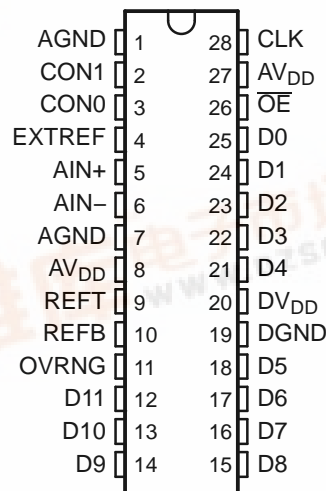 AGND 1 28 CLK
CON1 2 27 AVDD
CON0 3 26 OE
EXTREF 4 25 D0
AIN+ 5 24 D1
AIN– 6 23 D2
AGND 7 22 D3
AVDD 8 21 D4
REFT 9 20 DVDD
REFB 10 19 DGND
OVRNG 11 18 D5
D11 12 17 D6
D10 13 16 D7
D9 14 15 D8